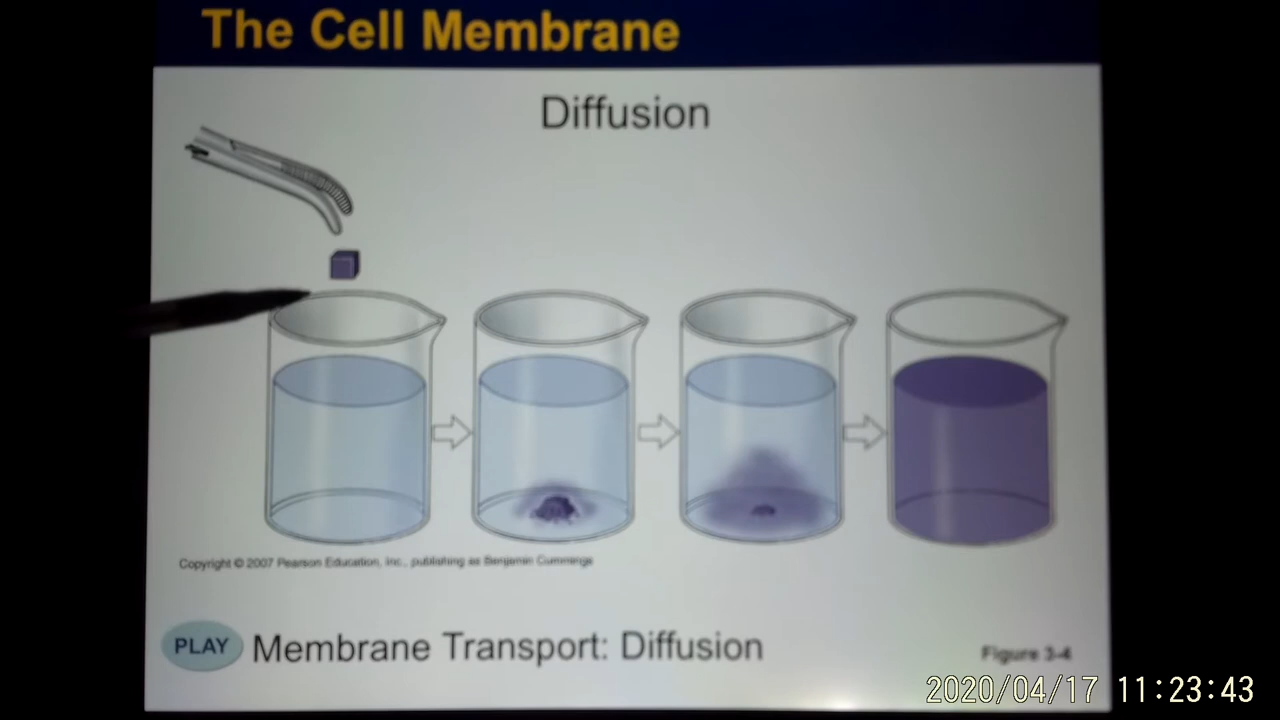 The Cell Membrane
Diffusion
Copyright © 2007 Pearson Education, Inc., publishing as Benjamin Cummings
PLAY Membrane Transport: Diffusion
Figure 3-4
2020/04/17 11:23:43